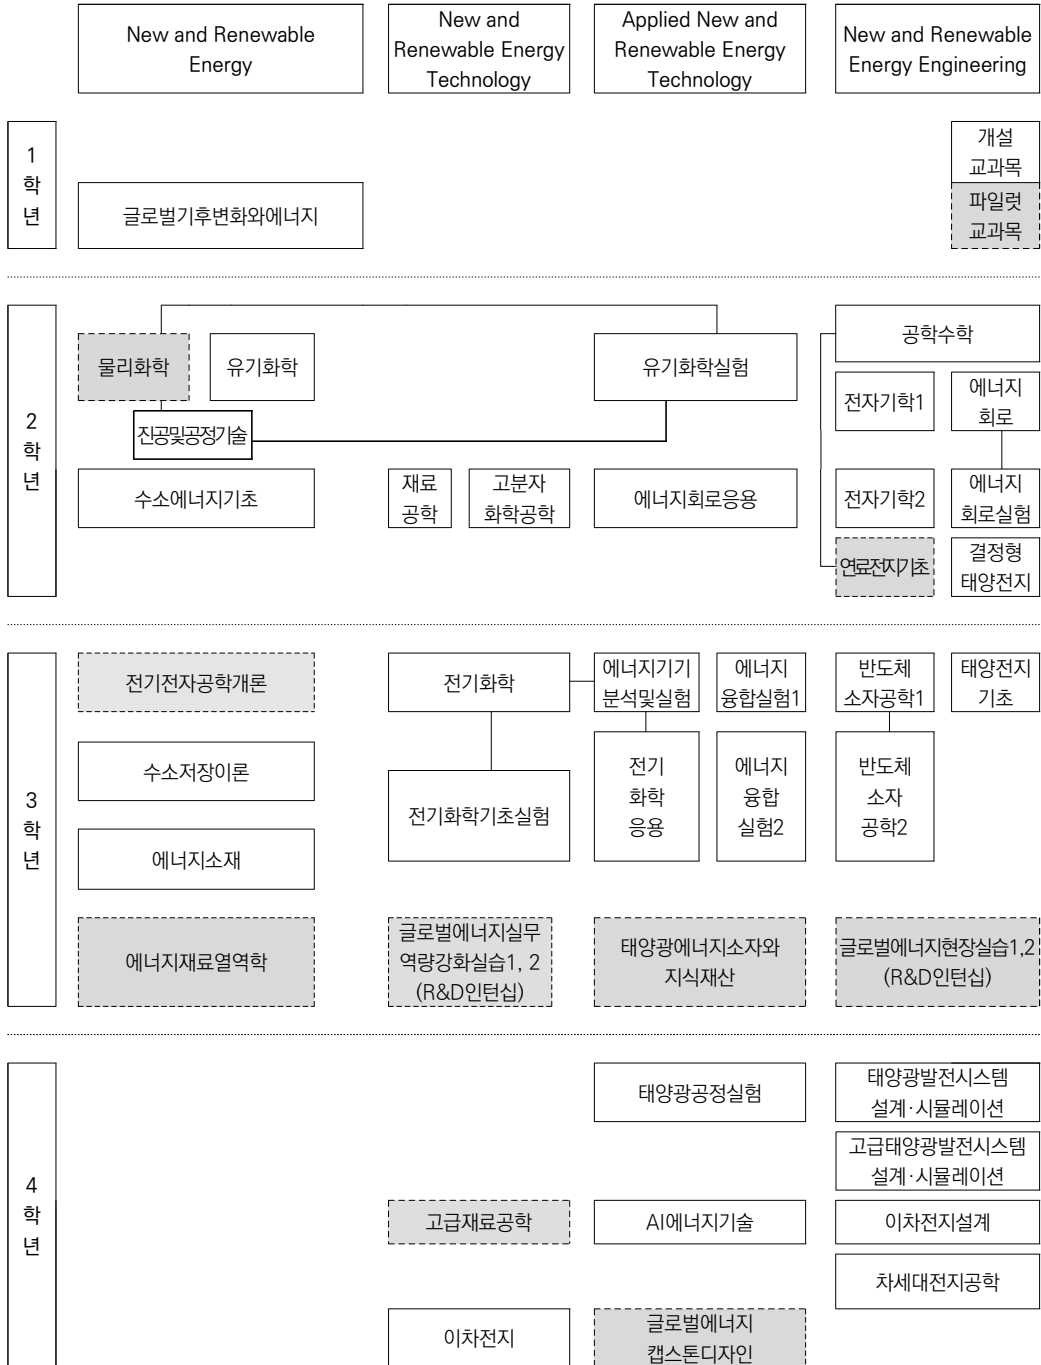 New and Renewable
Energy
New and
Renewable Energy
Technology
Applied New and
Renewable Energy
Technology
New and Renewable
Energy Engineering
1
학
년
개설
교과목
글로벌기후변화와에너지
파일럿
교과목
2
학
년
공학수학
물리화학
유기화학
유기화학실험
전자기학1
에너지
회로
진공및공정기술
수소에너지기초
재료
공학
고분자
화학공학
에너지회로응용
전자기학2
에너지
회로실험
연료전지기초
결정형
태양전지
3
학
년
전기전자공학개론
전기화학
에너지기기
분석및실험
에너지
융합실험1
반도체
소자공학1
태양전지
기초
수소저장이론
전기화학기초실험
전기
화학
응용
에너지
융합
실험2
반도체
소자
공학2
에너지소재
에너지재료열역학
글로벌에너지실무
역량강화실습1, 2
(R&D인턴십)
태양광에너지소자와
지식재산
글로벌에너지현장실습1,2
(R&D인턴십)
4
학
년
태양광공정실험
태양광발전시스템
설계·시뮬레이션
고급태양광발전시스템
설계·시뮬레이션
고급재료공학
AI에너지기술
이차전지설계
차세대전지공학
이차전지
글로벌에너지
캡스톤디자인